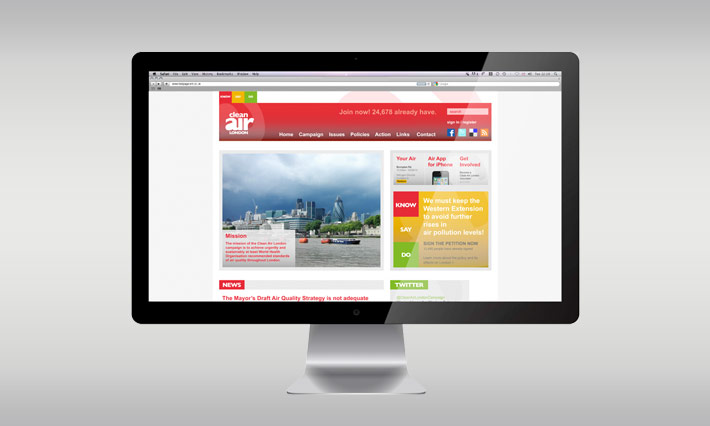 Safari File Edit View History Bookmarks Window Help
KNOW SAY DO
Join now! 24,678 already have.
search
clean
air
LONDON
sign in / register
Home Campaign Issues Policies Action Links Contact
Your Air
Air App
for iPhone
Get
Involved
Mission
The mission of the Clean Air London
campaign is to achieve urgently and
sustainably at least World Health
Organisation recommended standards
of air quality throughout London
KNOW
SAY
DO
We must keep the
Western Extension
to avoid further
rises in
air pollution levels!
SIGN THE PETITION NOW
NEWS
TWITTER
The Mayor's Draft Air Quality Strategy is not adequate